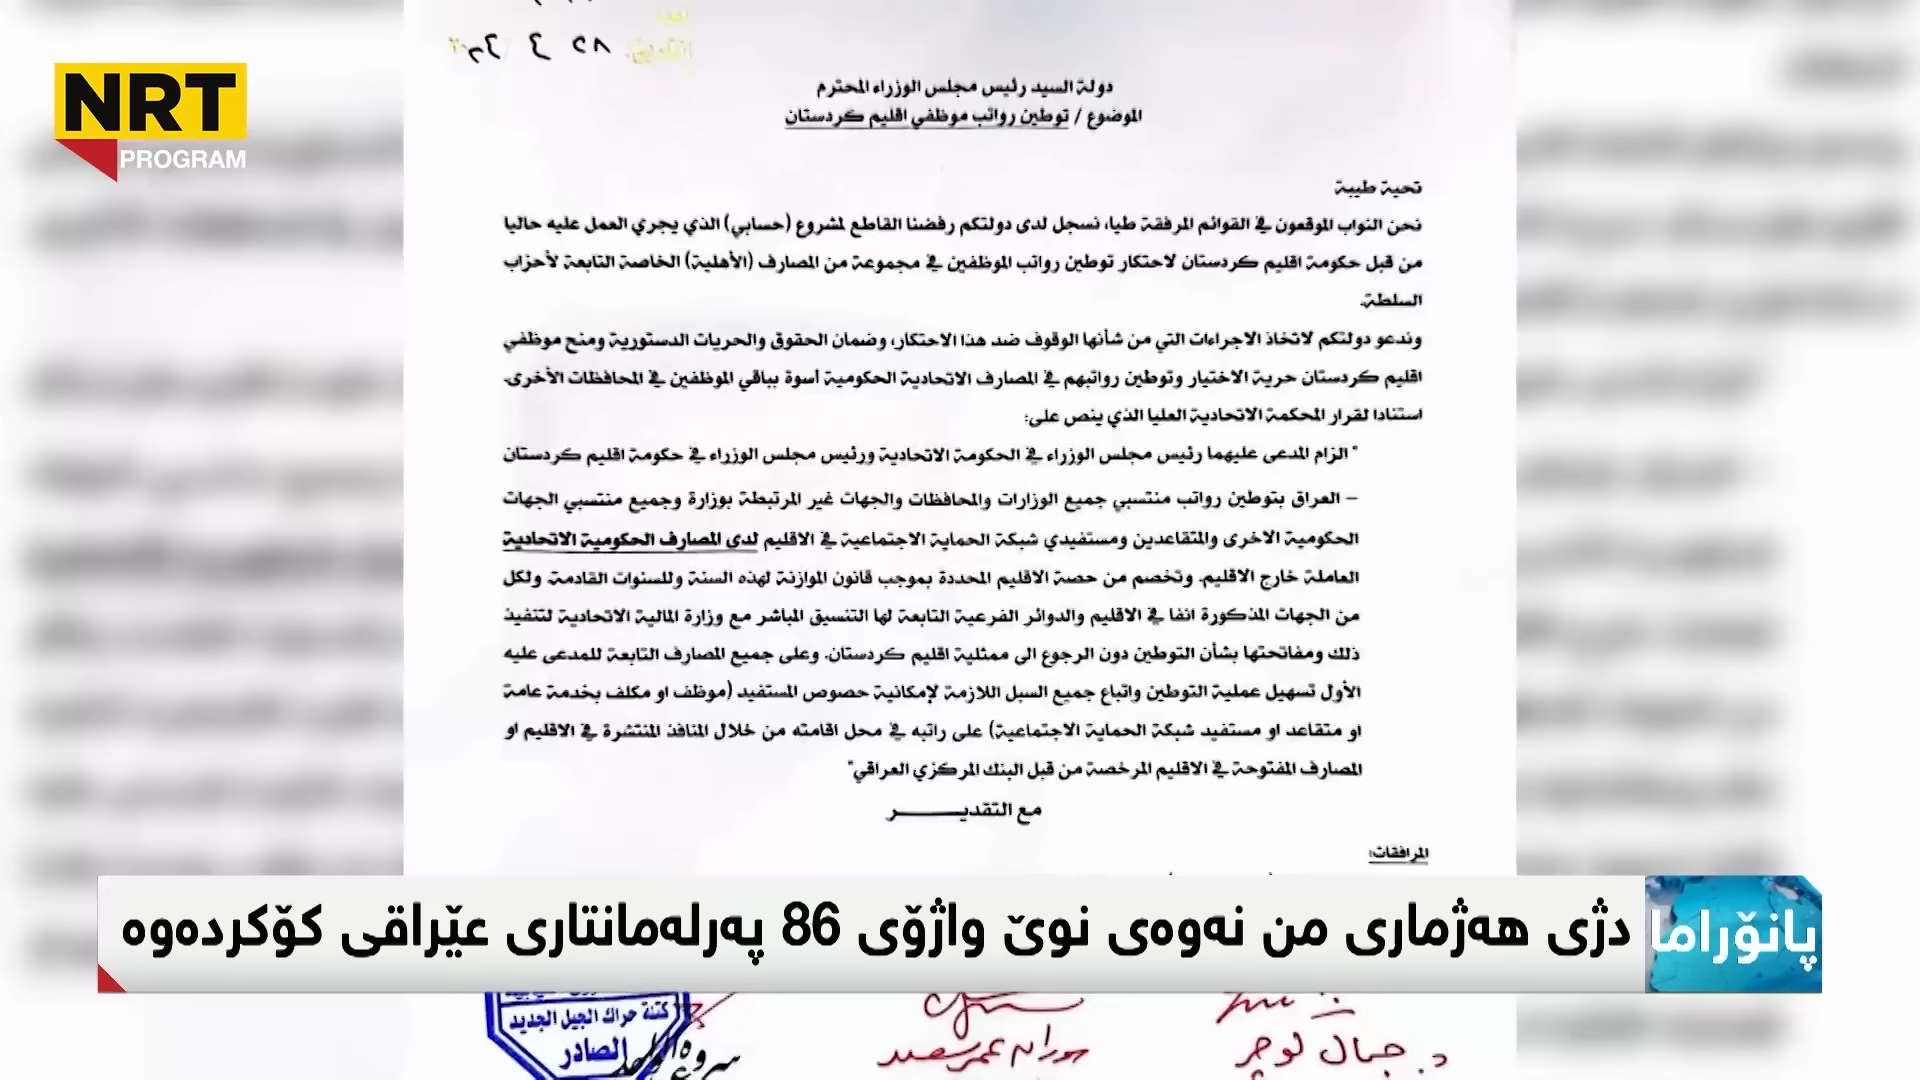 NRT
PROGRAM
دولة السيد رئيس مجلس الوزراء المحترم
الموضوع / توطين رواتب موظفي اقليم كردستان
تحية طيبة
نحن النواب الموقعون في القوائم المرفقة طيا، نسجل لدى دولتكم رفضنا القاطع لمشروع (حسابي) الذي يجري العمل عليه حاليا
من قبل حكومة اقليم كردستان لاحتكار توطين رواتب الموظفين في مجموعة من المصارف (الأهلية) الخاصة التابعة لأحزاب
السلطة.
وندعو دولتكم لاتخاذ الاجراءات التي من شأنها الوقوف ضد هذا الاحتكار، وضمان الحقوق والحريات الدستورية ومنح موظفي
اقليم كردستان حرية الاختيار وتوطين رواتبهم في المصارف الاتحادية الحكومية أسوة بباقي الموظفين في المحافظات الأخرى.
استنادا لقرار المحكمة الاتحادية العليا الذي ينص على:
" الزام المدعى عليهما رئيس مجلس الوزراء في الحكومة الاتحادية ورئيس مجلس الوزراء في حكومة اقليم كردستان
– العراق بتوطين رواتب منتسبي جميع الوزارات والمحافظات والجهات غير المرتبطة بوزارة وجميع منتسبي الجهات
الحكومية الاخرى والمتقاعدين ومستفيدي شبكة الحماية الاجتماعية في الاقليم لدى المصارف الحكومية الاتحادية
العاملة خارج الاقليم. وتخصم من حصة الاقليم المحددة بموجب قانون الموازنة لهذه السنة وللسنوات القادمة. ولكل
من الجهات المذكورة انفا في الاقليم والدوائر الفرعية التابعة لها التنسيق المباشر مع وزارة المالية الاتحادية لتنفيذ
ذلك ومفاتحتها بشأن التوطين دون الرجوع الى ممثلية اقليم كردستان. وعلى جميع المصارف التابعة للمدعى عليه
الأول تسهيل عملية التوطين واتباع جميع السبل اللازمة لإمكانية حصوص المستفيد (موظف او مكلف بخدمة عامة
او متقاعد او مستفيد شبكة الحماية الاجتماعية) على راتبه في محل اقامته من خلال المنافذ المنتشرة في الاقليم او
المصارف المفتوحة في الاقليم المرخصة من قبل البنك المركزي العراقي"
مع التقديـــــــر
المرافقات:
پانۆراما
دژی هەژماری من نەوەی نوێ واژۆی 86 پەرلەمانتاری عێراقی کۆکردەوە
كتلة حراك الجيل الجديد
الصادر